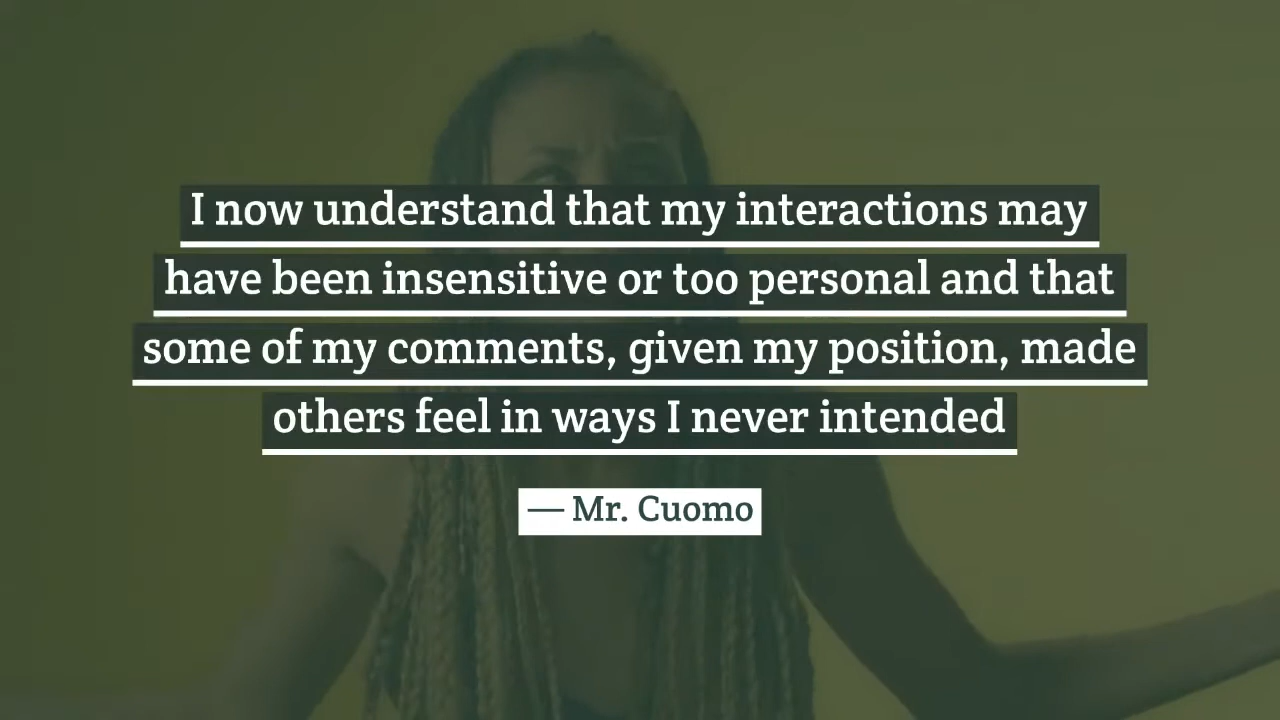 I now understand that my interactions may
have been insensitive or too personal and that
some of my comments, given my position, made
others feel in ways I never intended
— Mr. Cuomo